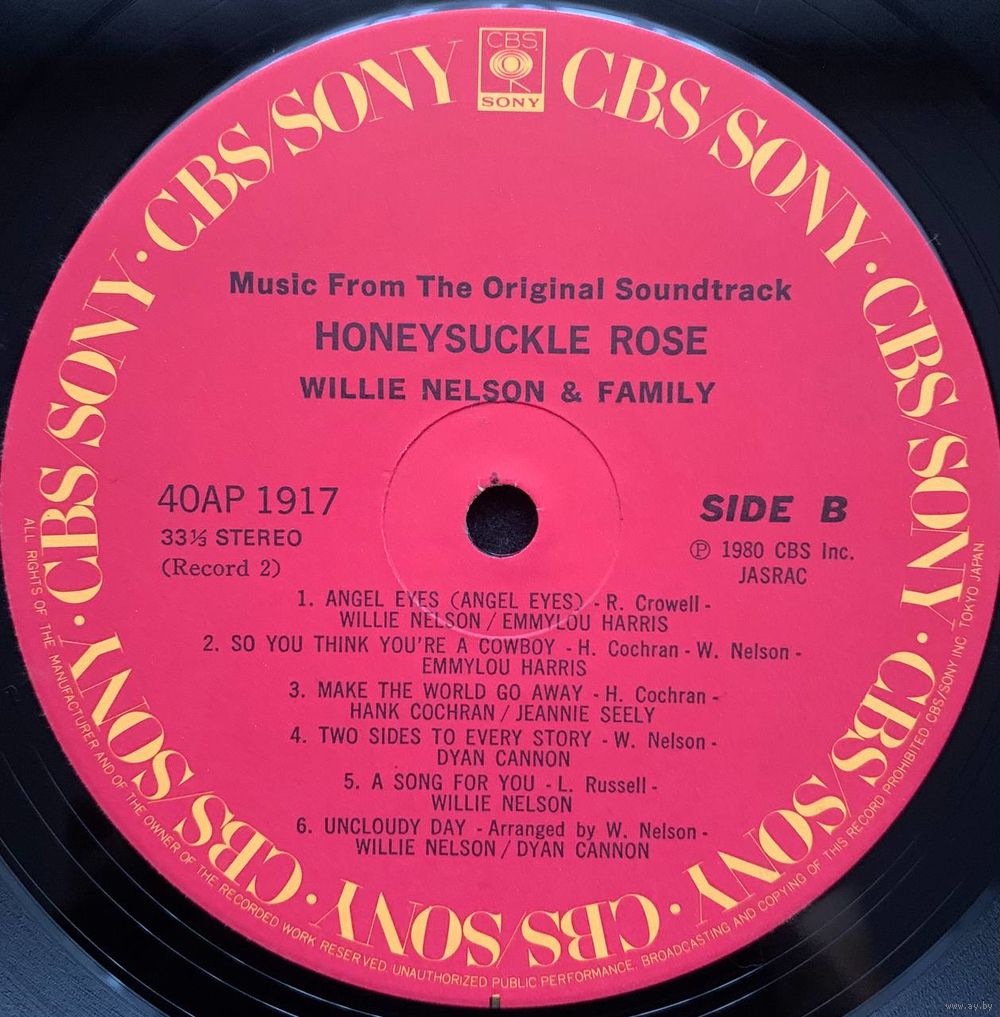 CBS
SONY
CBS/SONY · CBS/SONY · CBS/SONY · CBS/SONY · CBS/SONY · CBS/SONY · CBS/SONY · CBS/SONY · CBS/SONY
Music From The Original Soundtrack
HONEYSUCKLE ROSE
WILLIE NELSON & FAMILY
40AP 1917
33⅓ STEREO
(Record 2)
SIDE B
℗ 1980 CBS Inc.
JASRAC
1. ANGEL EYES (ANGEL EYES) - R. Crowell -
WILLIE NELSON / EMMYLOU HARRIS
2. SO YOU THINK YOU'RE A COWBOY - H. Cochran - W. Nelson -
EMMYLOU HARRIS
3. MAKE THE WORLD GO AWAY - H. Cochran -
HANK COCHRAN / JEANNIE SEELY
4. TWO SIDES TO EVERY STORY - W. Nelson -
DYAN CANNON
5. A SONG FOR YOU - L. Russell -
WILLIE NELSON
6. UNCLOUDY DAY - Arranged by W. Nelson -
WILLIE NELSON / DYAN CANNON
ALL RIGHTS OF THE MANUFACTURER AND OF THE OWNER OF THE RECORDED WORK RESERVED. UNAUTHORIZED PUBLIC PERFORMANCE, BROADCASTING AND COPYING OF THIS RECORD PROHIBITED CBS/SONY INC. TOKYO JAPAN.
www.ay.by